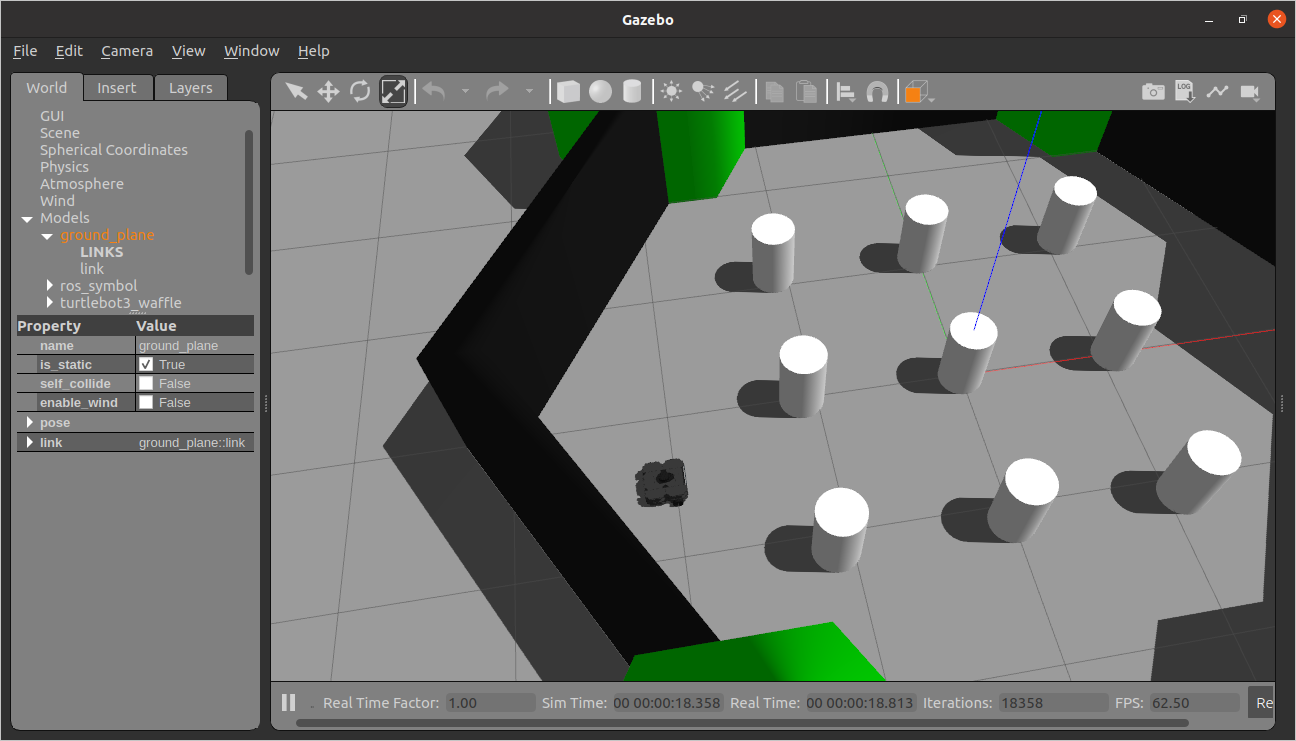 Gazebo
File Edit Camera View Window Help
World Insert Layers
LOG
GUI
Scene
Spherical Coordinates
Physics
Atmosphere
Wind
Models
ground_plane
LINKS
link
ros_symbol
turtlebot3_waffle
Property Value
name ground_plane
is_static True
self_collide False
enable_wind False
pose
link ground_plane::link
Real Time Factor: 1.00 Sim Time: 00 00:00:18.358 Real Time: 00 00:00:18.813 Iterations: 18358 FPS: 62.50 Re